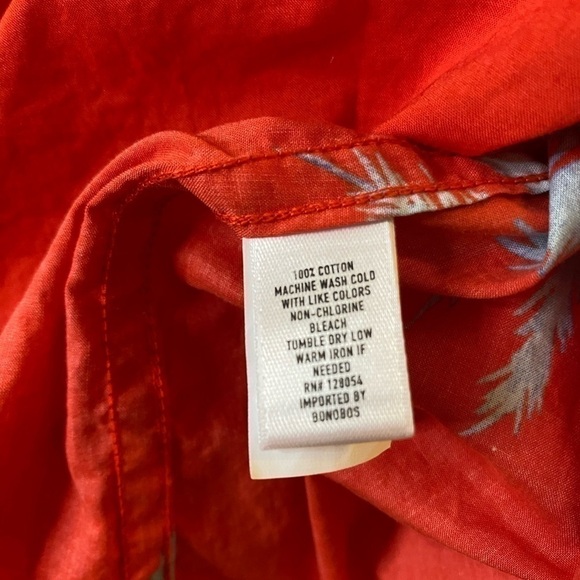 100% COTTON
MACHINE WASH COLD
WITH LIKE COLORS
NON-CHLORINE
BLEACH
TUMBLE DRY LOW
WARM IRON IF
NEEDED
RN# 128054
IMPORTED BY
BONOBOS